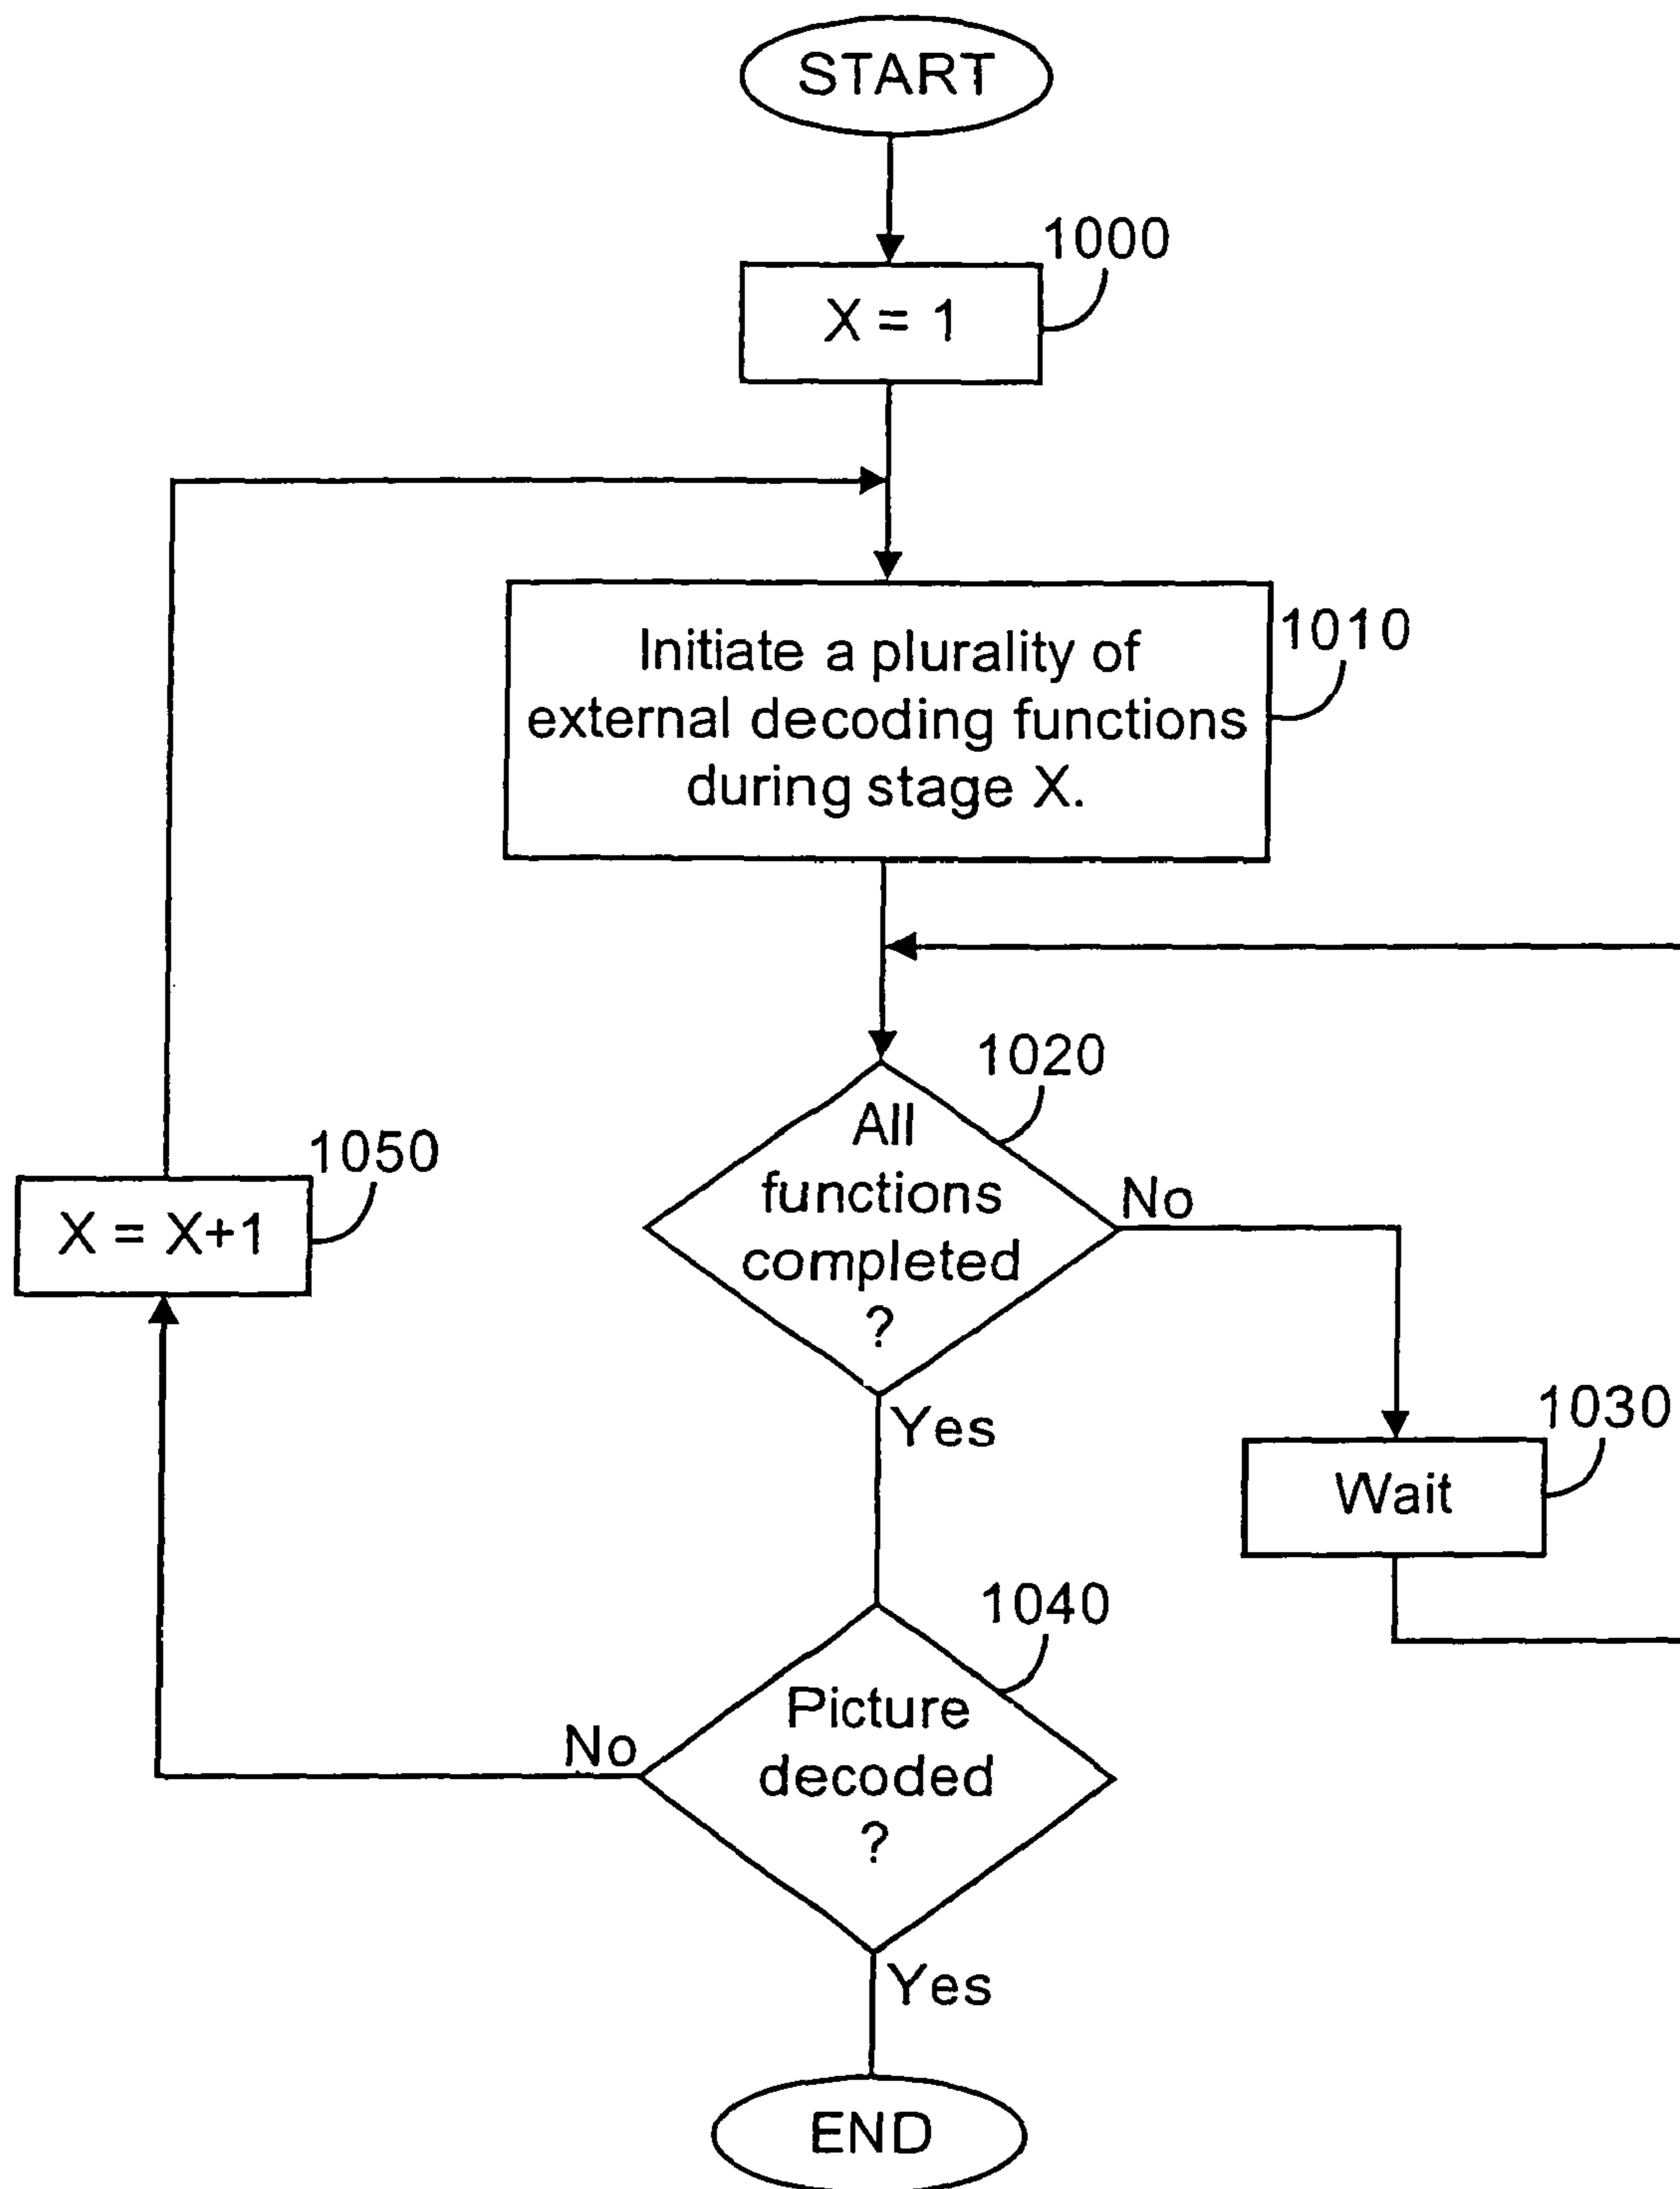 START
1000
X = 1
1010
Initiate a plurality of
external decoding functions
during stage X.
1020
All
functions
completed
?
No
1050
X = X+1
Yes
1030
Wait
1040
Picture
decoded
?
No
Yes
END